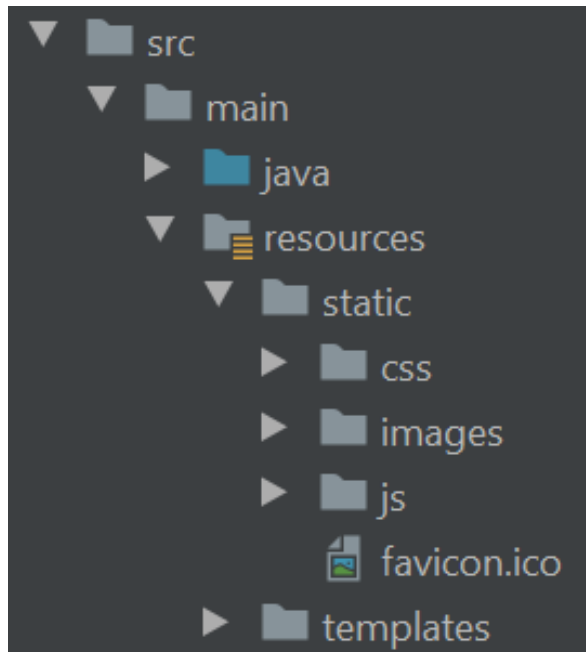 src
main
java
resources
static
css
images
js
favicon.ico
templates